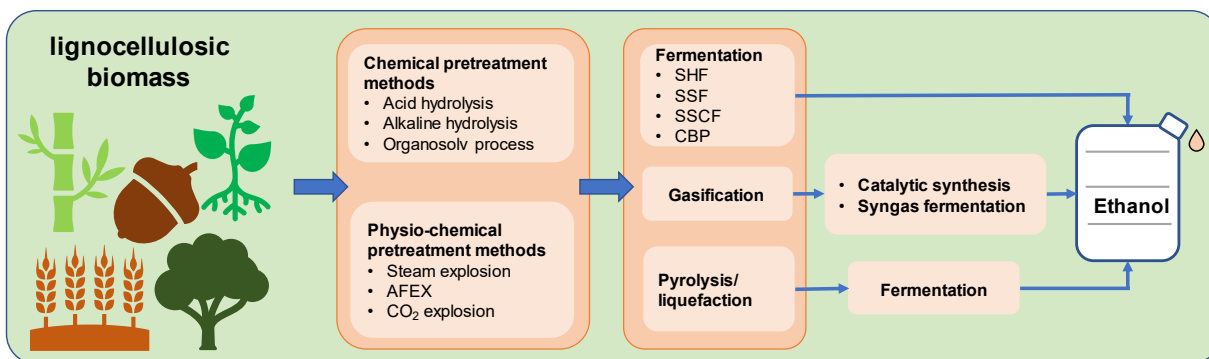 lignocellulosic
biomass
Chemical pretreatment
methods
• Acid hydrolysis
• Alkaline hydrolysis
• Organosolv process
Physio-chemical
pretreatment methods
• Steam explosion
• AFEX
• CO₂ explosion
Fermentation
• SHF
• SSF
• SSCF
• CBP
Gasification
• Catalytic synthesis
• Syngas fermentation
Pyrolysis/
liquefaction
Fermentation
Ethanol